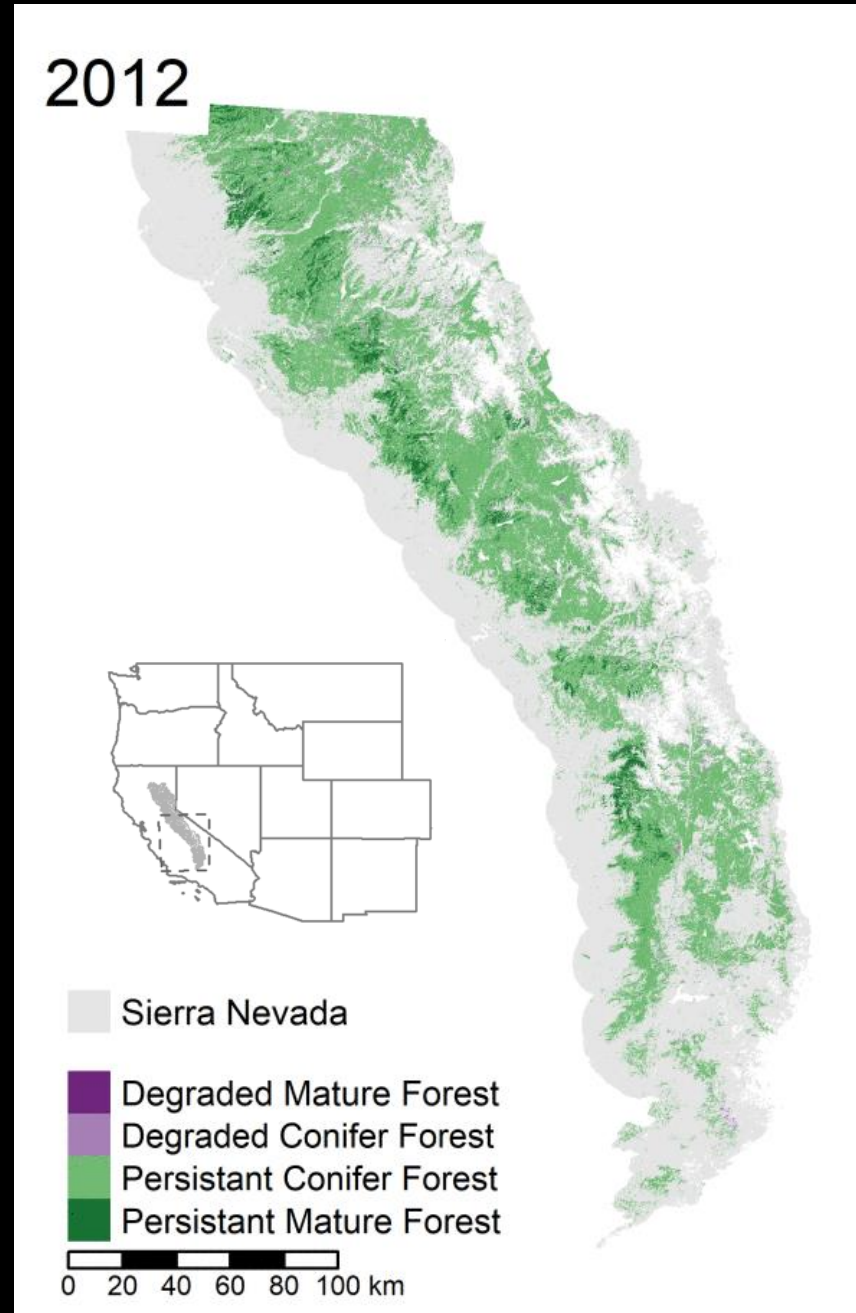 2012
Sierra Nevada
Degraded Mature Forest
Degraded Conifer Forest
Persistant Conifer Forest
Persistant Mature Forest
0 20 40 60 80 100 km